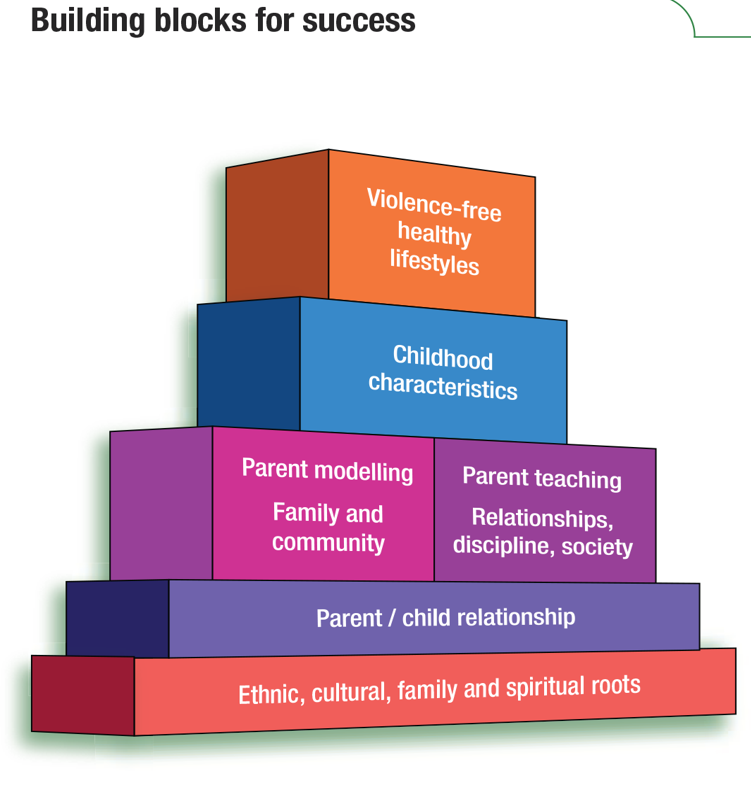 Building blocks for success
Violence-free
healthy
lifestyles
Childhood
characteristics
Parent modelling
Family and
community
Parent teaching
Relationships,
discipline, society
Parent / child relationship
Ethnic, cultural, family and spiritual roots